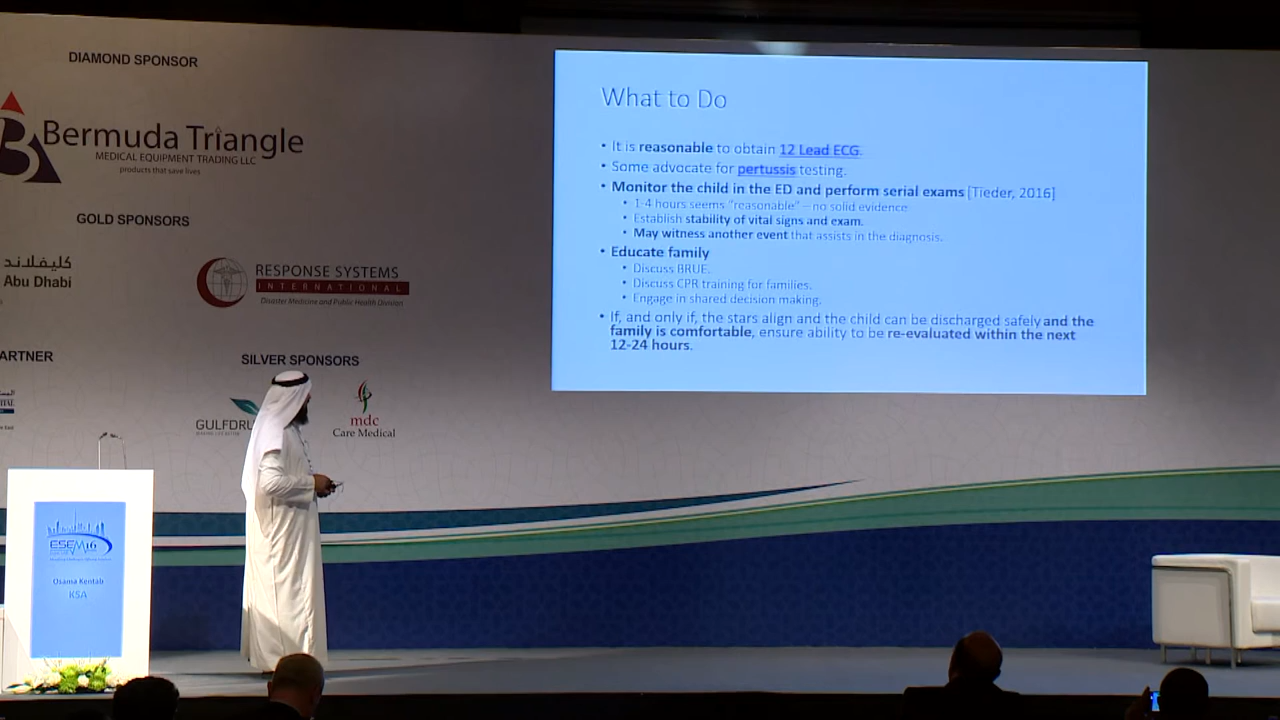 DIAMOND SPONSOR
Bermuda Triangle
MEDICAL EQUIPMENT TRADING LLC
products that save lives
GOLD SPONSORS
كليفلاند
Abu Dhabi
RESPONSE SYSTEMS
INTERNATIONAL
Disaster Medicine and Public Health Division
ARTNER
SILVER SPONSORS
GULFDRU
mdc
Care Medical
ESEM16
Osama Kentab
KSA
What to Do
• It is reasonable to obtain 12 Lead ECG.
• Some advocate for pertussis testing.
• Monitor the child in the ED and perform serial exams [Tieder, 2016]
• 1-4 hours seems "reasonable" – no solid evidence
• Establish stability of vital signs and exam.
• May witness another event that assists in the diagnosis.
• Educate family
• Discuss BRUE.
• Discuss CPR training for families.
• Engage in shared decision making.
• If, and only if, the stars align and the child can be discharged safely and the
family is comfortable, ensure ability to be re-evaluated within the next
12-24 hours.